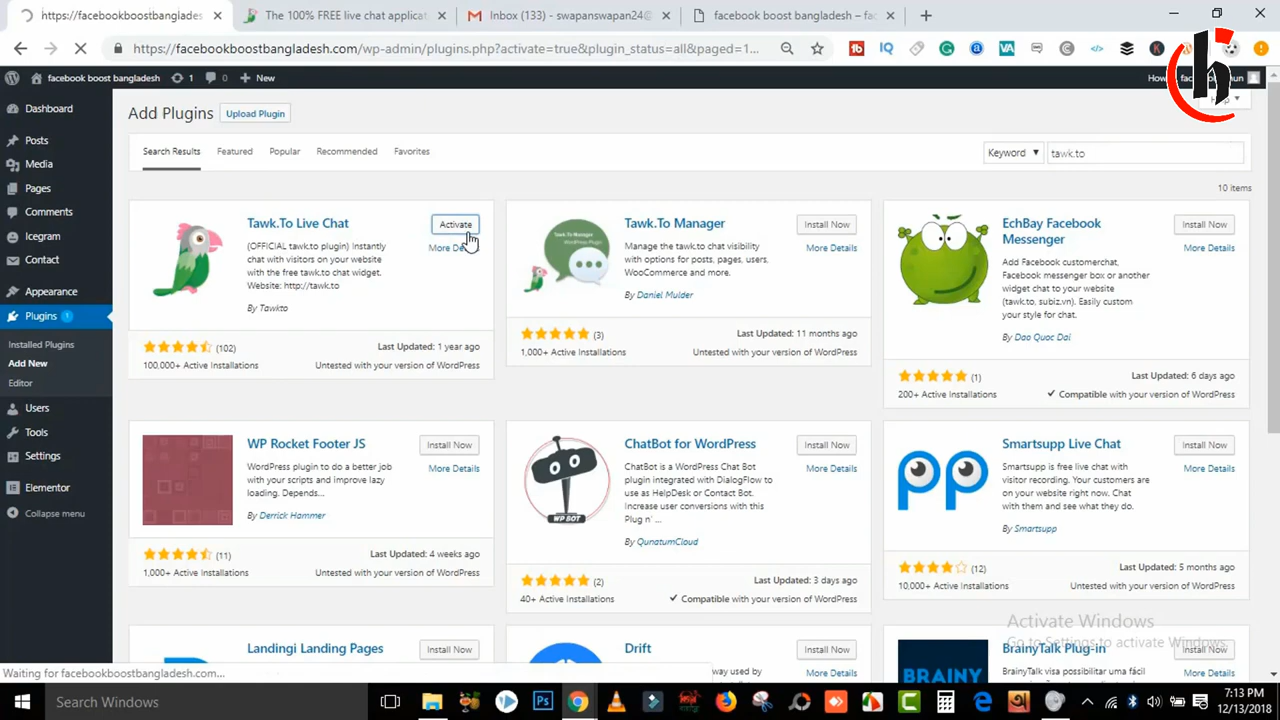 https://facebookboostbangladesh
The 100% FREE live chat applicat
Inbox (133) – swapanswapan24@
facebook boost bangladesh – fac
https://facebookboostbangladesh.com/wp-admin/plugins.php?activate=true&plugin_status=all&paged=1...
facebook boost bangladesh
1
0
New
Dashboard
Posts
Media
Pages
Comments
Icegram
Contact
Appearance
Plugins 1
Installed Plugins
Add New
Editor
Users
Tools
Settings
Elementor
Collapse menu
Add Plugins
Upload Plugin
Search Results
Featured
Popular
Recommended
Favorites
Keyword
tawk.to
10 items
Tawk.To Live Chat
Activate
(OFFICIAL tawk.to plugin) Instantly
chat with visitors on your website
with the free tawk.to chat widget.
Website: http://tawk.to
By Tawkto
(102)
Last Updated: 1 year ago
100,000+ Active Installations
Untested with your version of WordPress
Tawk.To Manager
Install Now
More Details
Manage the tawk.to chat visibility
with options for posts, pages, users,
WooCommerce and more.
By Daniel Mulder
(3)
Last Updated: 11 months ago
1,000+ Active Installations
Untested with your version of WordPress
EchBay Facebook
Messenger
Install Now
More Details
Add Facebook customerchat,
Facebook messenger box or another
widget chat to your website
(tawk.to, subiz.vn). Easily custom
your style for chat.
By Dao Quoc Dai
(1)
Last Updated: 6 days ago
200+ Active Installations
Compatible with your version of WordPress
WP Rocket Footer JS
Install Now
More Details
WordPress plugin to do a better job
with your scripts and improve lazy
loading. Depends...
By Derrick Hammer
(11)
Last Updated: 4 weeks ago
1,000+ Active Installations
Untested with your version of WordPress
ChatBot for WordPress
Install Now
More Details
ChatBot is a WordPress Chat Bot
plugin integrated with DialogFlow to
use as HelpDesk or Contact Bot.
Increase user conversions with this
Plug n' ...
By QunatumCloud
WP BOT
(2)
Last Updated: 3 days ago
40+ Active Installations
Compatible with your version of WordPress
Smartsupp Live Chat
Install Now
More Details
Smartsupp is free live chat with
visitor recording. Your customers are
on your website right now. Chat
with them and see what they do.
By Smartsupp
(12)
Last Updated: 5 months ago
10,000+ Active Installations
Untested with your version of WordPress
Landingi Landing Pages
Install Now
More Details
Drift
Install Now
More Details
BrainyTalk Plug-in
Install Now
More Details
BrainyTalk visa possibilitar uma fácil
BRAINY
Activate Windows
Go to Settings to activate Windows.
Waiting for facebookboostbangladesh.com...
Search Windows
7:13 PM
12/13/2018